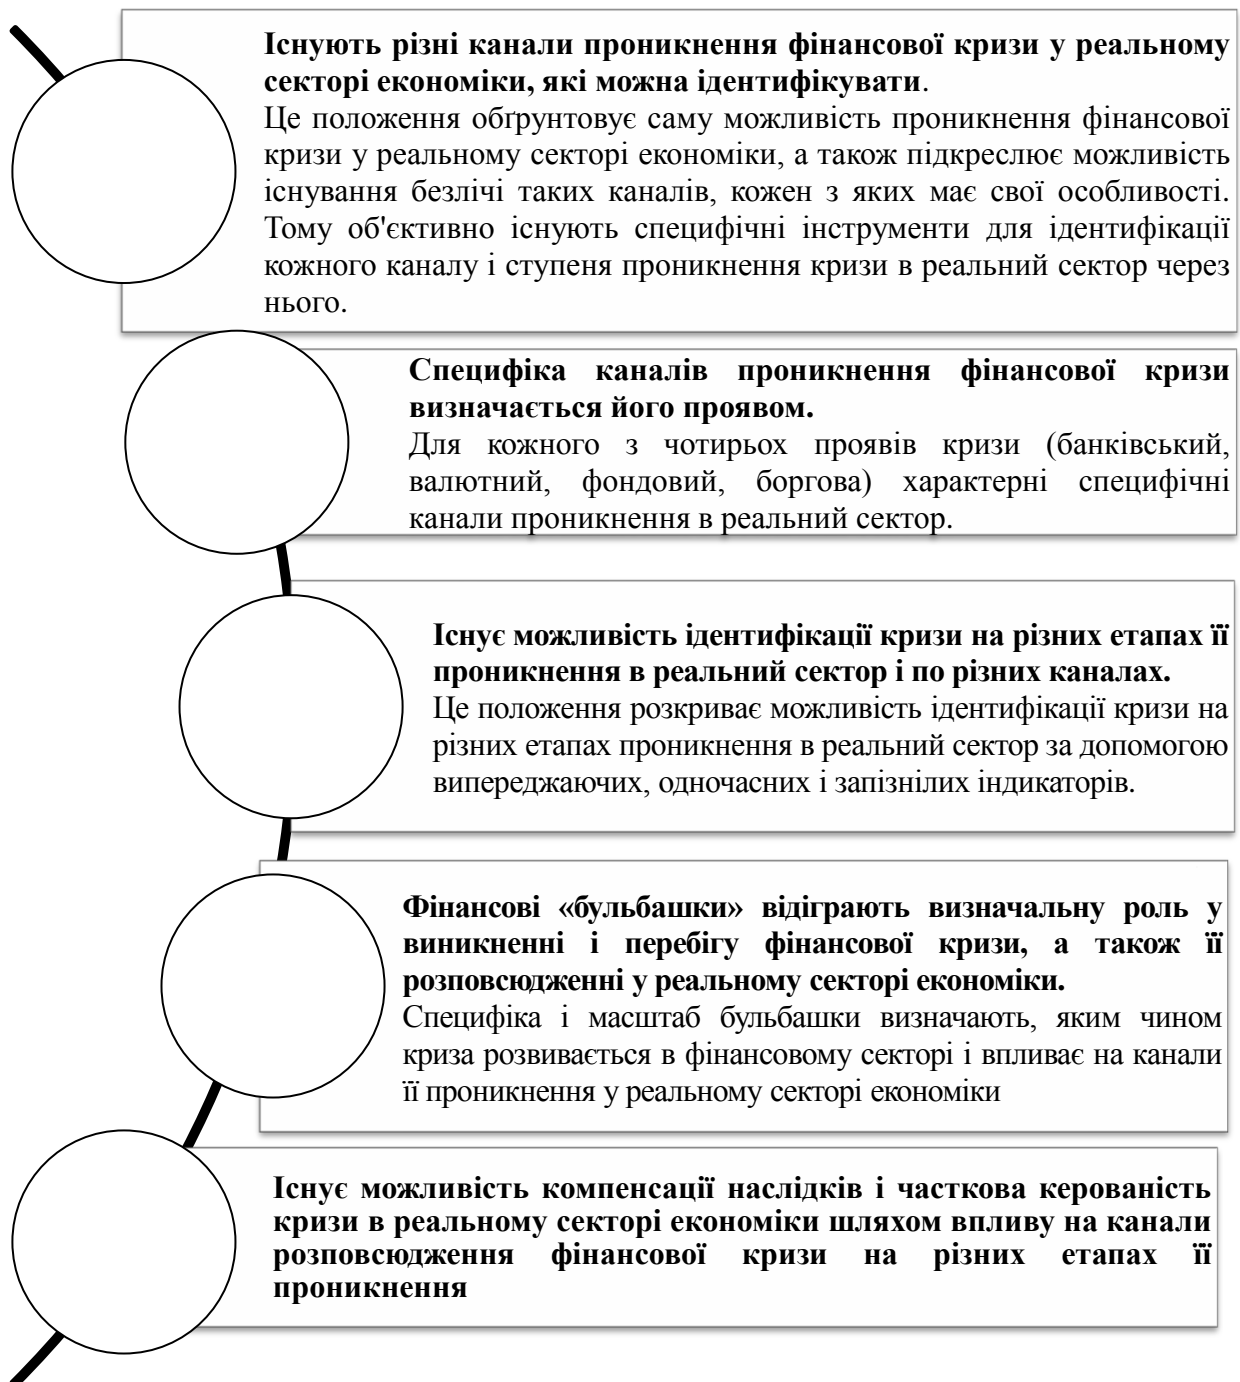 Існують різні канали проникнення фінансової кризи у реальному
секторі економіки, які можна ідентифікувати.
Це положення обґрунтовує саму можливість проникнення фінансової
кризи у реальному секторі економіки, а також підкреслює можливість
існування безлічі таких каналів, кожен з яких має свої особливості.
Тому об'єктивно існують специфічні інструменти для ідентифікації
кожного каналу і ступеня проникнення кризи в реальний сектор через
нього.
Специфіка каналів проникнення фінансової кризи
визначається його проявом.
Для кожного з чотирьох проявів кризи (банківський,
валютний, фондовий, боргова) характерні специфічні
канали проникнення в реальний сектор.
Існує можливість ідентифікації кризи на різних етапах її
проникнення в реальний сектор і по різних каналах.
Це положення розкриває можливість ідентифікації кризи на
різних етапах проникнення в реальний сектор за допомогою
випереджаючих, одночасних і запізнілих індикаторів.
Фінансові «бульбашки» відіграють визначальну роль у
виникненні і перебігу фінансової кризи, а також її
розповсюдженні у реальному секторі економіки.
Специфіка і масштаб бульбашки визначають, яким чином
криза розвивається в фінансовому секторі і впливає на канали
її проникнення у реальному секторі економіки
Існує можливість компенсації наслідків і часткова керованість
кризи в реальному секторі економіки шляхом впливу на канали
розповсюдження фінансової кризи на різних етапах її
проникнення